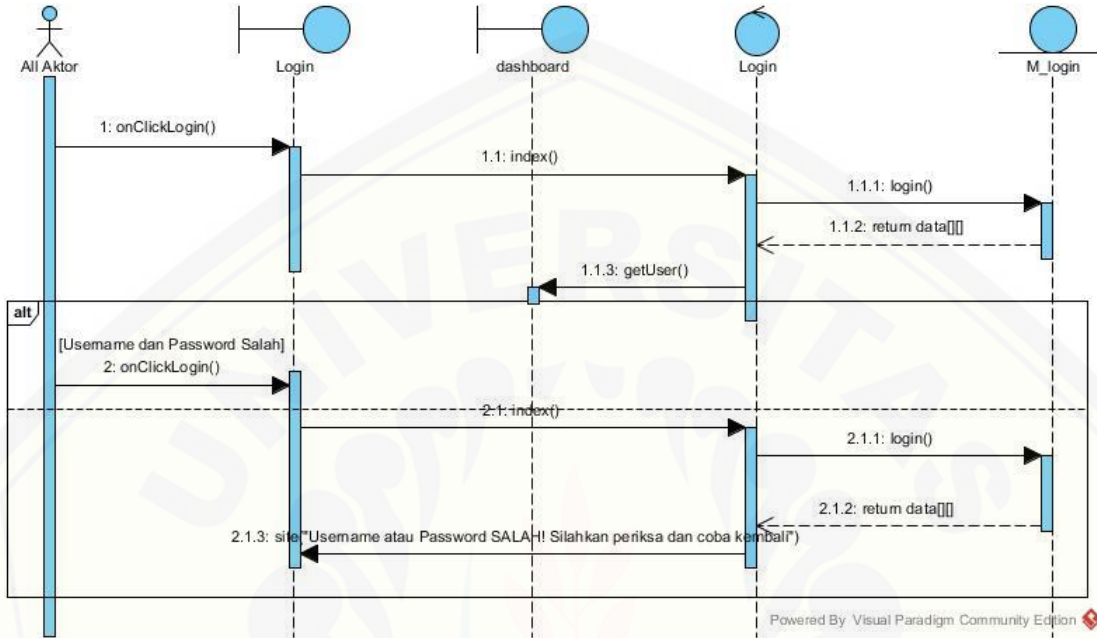 All Aktor
Login
dashboard
Login
M_login
1: onClickLogin()
1.1: index()
1.1.1: login()
1.1.2: return data[][]
1.1.3: getUser()
alt
[Username dan Password Salah]
2: onClickLogin()
2.1: index()
2.1.1: login()
2.1.2: return data[][]
2.1.3: site("Username atau Password SALAH! Silahkan periksa dan coba kembali")
UNIVERSITAS
Powered By Visual Paradigm Community Edition